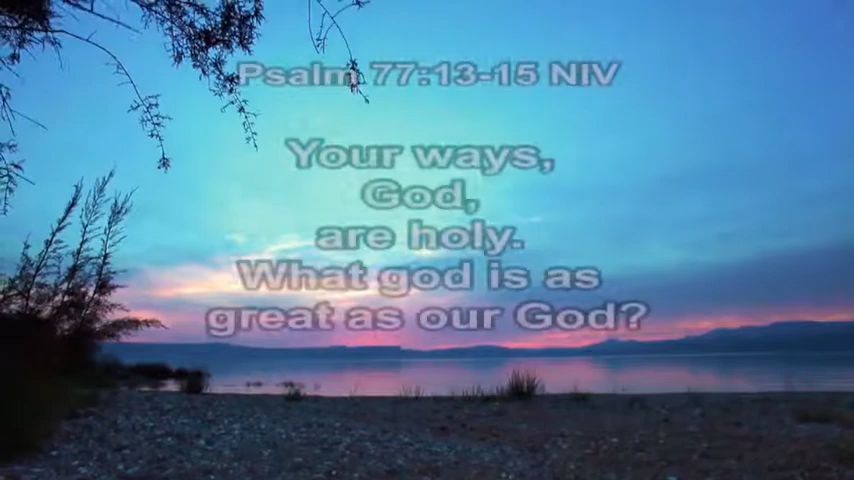 Psalm 77:13-15 NIV
Your ways,
God,
are holy.
What god is as
great as our God?